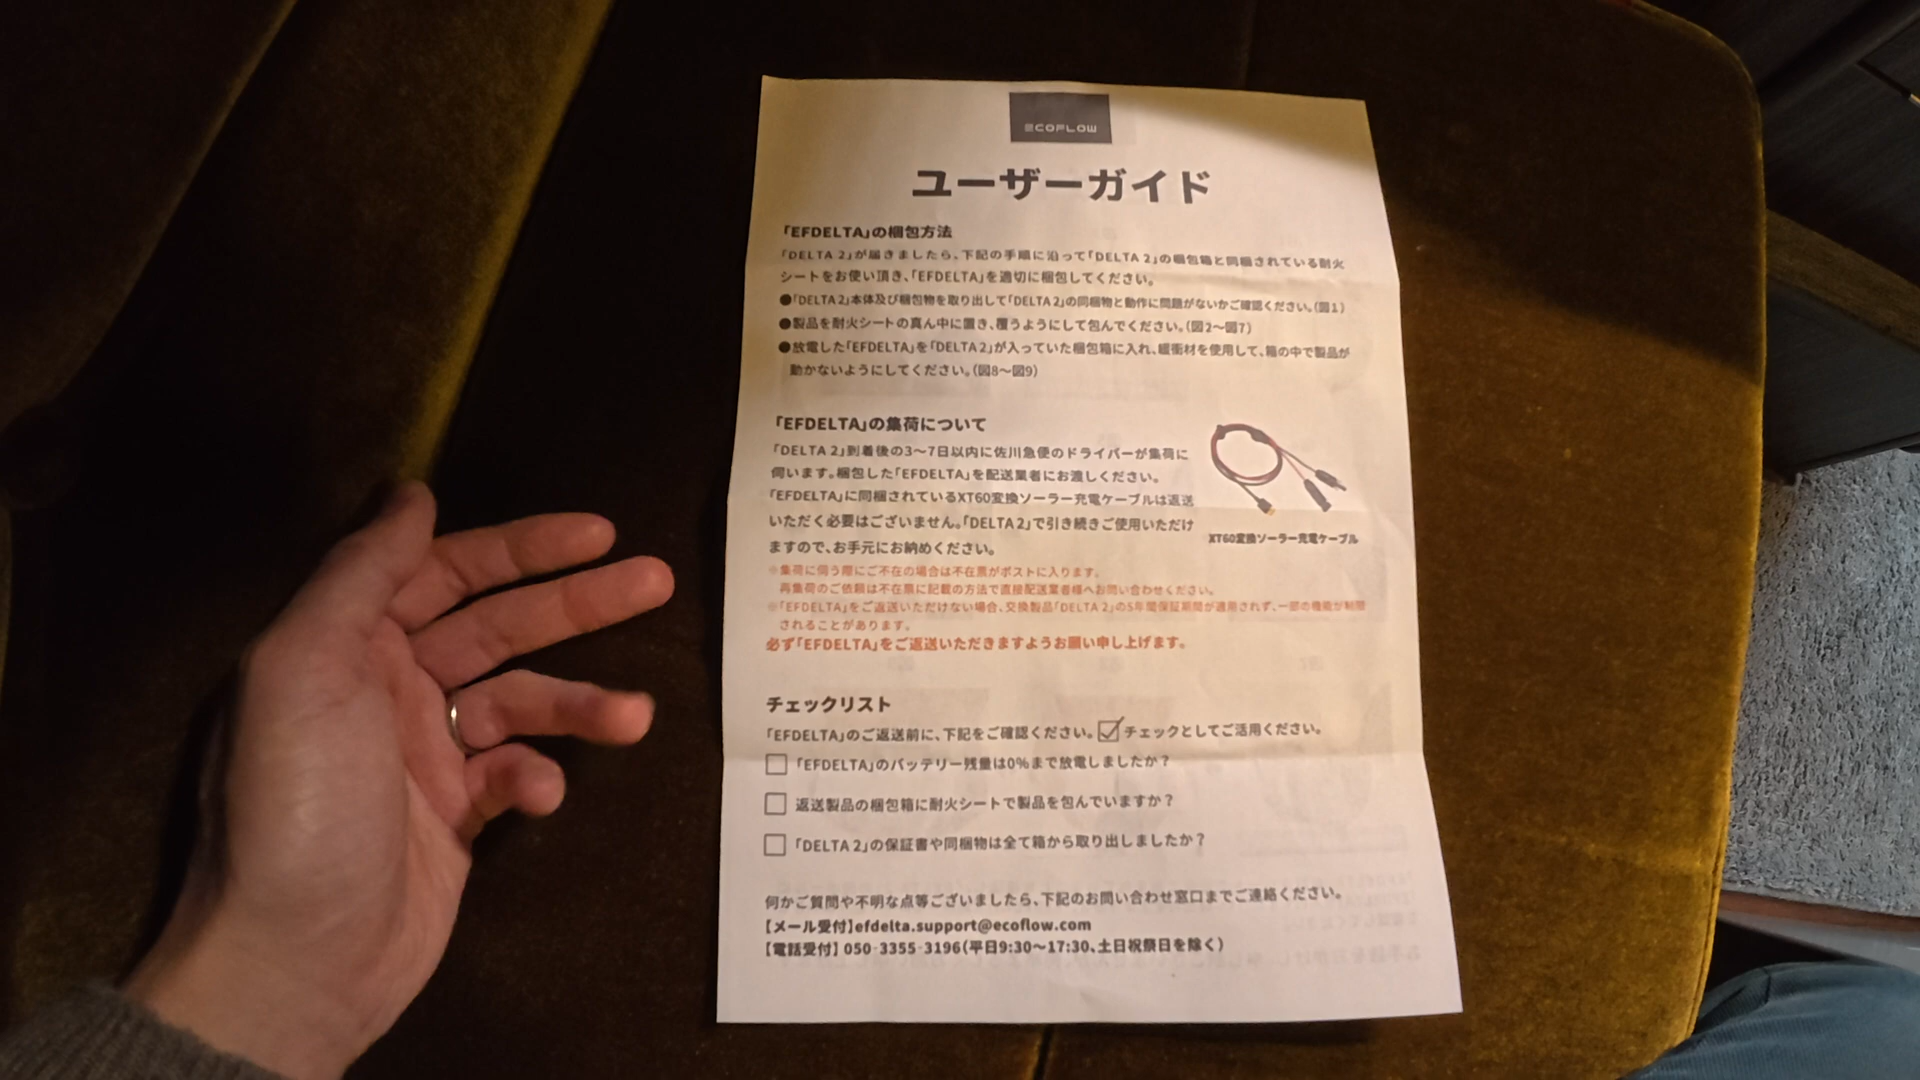 ECOFLOW
ユーザーガイド
「EFDELTA」の梱包方法
「DELTA 2」が届きましたら、下記の手順に沿って「DELTA 2」の梱包箱と同梱されている耐火
シートをお使い頂き、「EFDELTA」を適切に梱包してください。
●「DELTA2」本体及び梱包物を取り出して「DELTA2」の同梱物と動作に問題がないかご確認ください。(図1)
●製品を耐火シートの真ん中に置き、覆うようにして包んでください。(図2〜図7)
●放電した「EFDELTA」を「DELTA2」が入っていた梱包箱に入れ、緩衝材を使用して、箱の中で製品が
動かないようにしてください。(図8〜図9)
「EFDELTA」の集荷について
「DELTA 2」到着後の3〜7日以内に佐川急便のドライバーが集荷に
伺います。梱包した「EFDELTA」を配送業者にお渡しください。
「EFDELTA」に同梱されているXT60変換ソーラー充電ケーブルは返送
いただく必要はございません。「DELTA2」で引き続きご使用いただけ
ますので、お手元にお納めください。
XT60変換ソーラー充電ケーブル
※集荷に伺う際にご不在の場合は不在票がポストに入ります。
再集荷のご依頼は不在票に記載の方法で直接配送業者様へお問い合わせください。
※「EFDELTA」をご返送いただけない場合、交換製品「DELTA 2」の5年間保証期間が適用されず、一部の機能が制限
されることがあります。
必ず「EFDELTA」をご返送いただきますようお願い申し上げます。
チェックリスト
「EFDELTA」のご返送前に、下記をご確認ください。☑チェックとしてご活用ください。
□「EFDELTA」のバッテリー残量は0%まで放電しましたか?
□ 返送製品の梱包箱に耐火シートで製品を包んでいますか?
□「DELTA2」の保証書や同梱物は全て箱から取り出しましたか?
何かご質問や不明な点等ございましたら、下記のお問い合わせ窓口までご連絡ください。
【メール受付】efdelta.support@ecoflow.com
【電話受付】050-3355-3196(平日9:30〜17:30、土日祝祭日を除く)